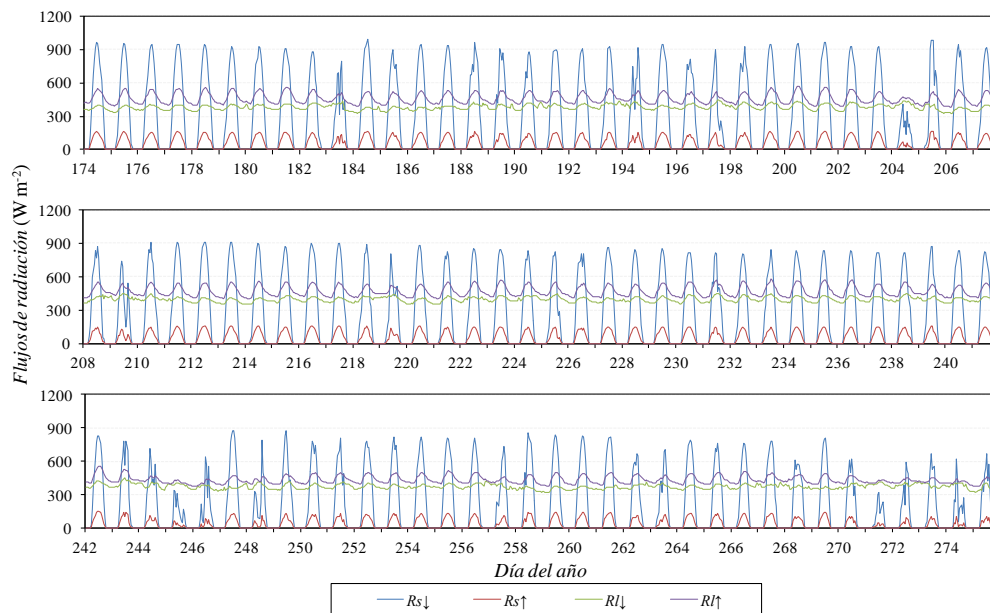 Flujos de radiación (W m-2)
1200
900
600
300
0
174 176 178 180 182 184 186 188 190 192 194 196 198 200 202 204 206
1200
900
600
300
0
208 210 212 214 216 218 220 222 224 226 228 230 232 234 236 238 240
1200
900
600
300
0
242 244 246 248 250 252 254 256 258 260 262 264 266 268 270 272 274
Día del año
Rs↓ Rs↑ Rl↓ Rl↑